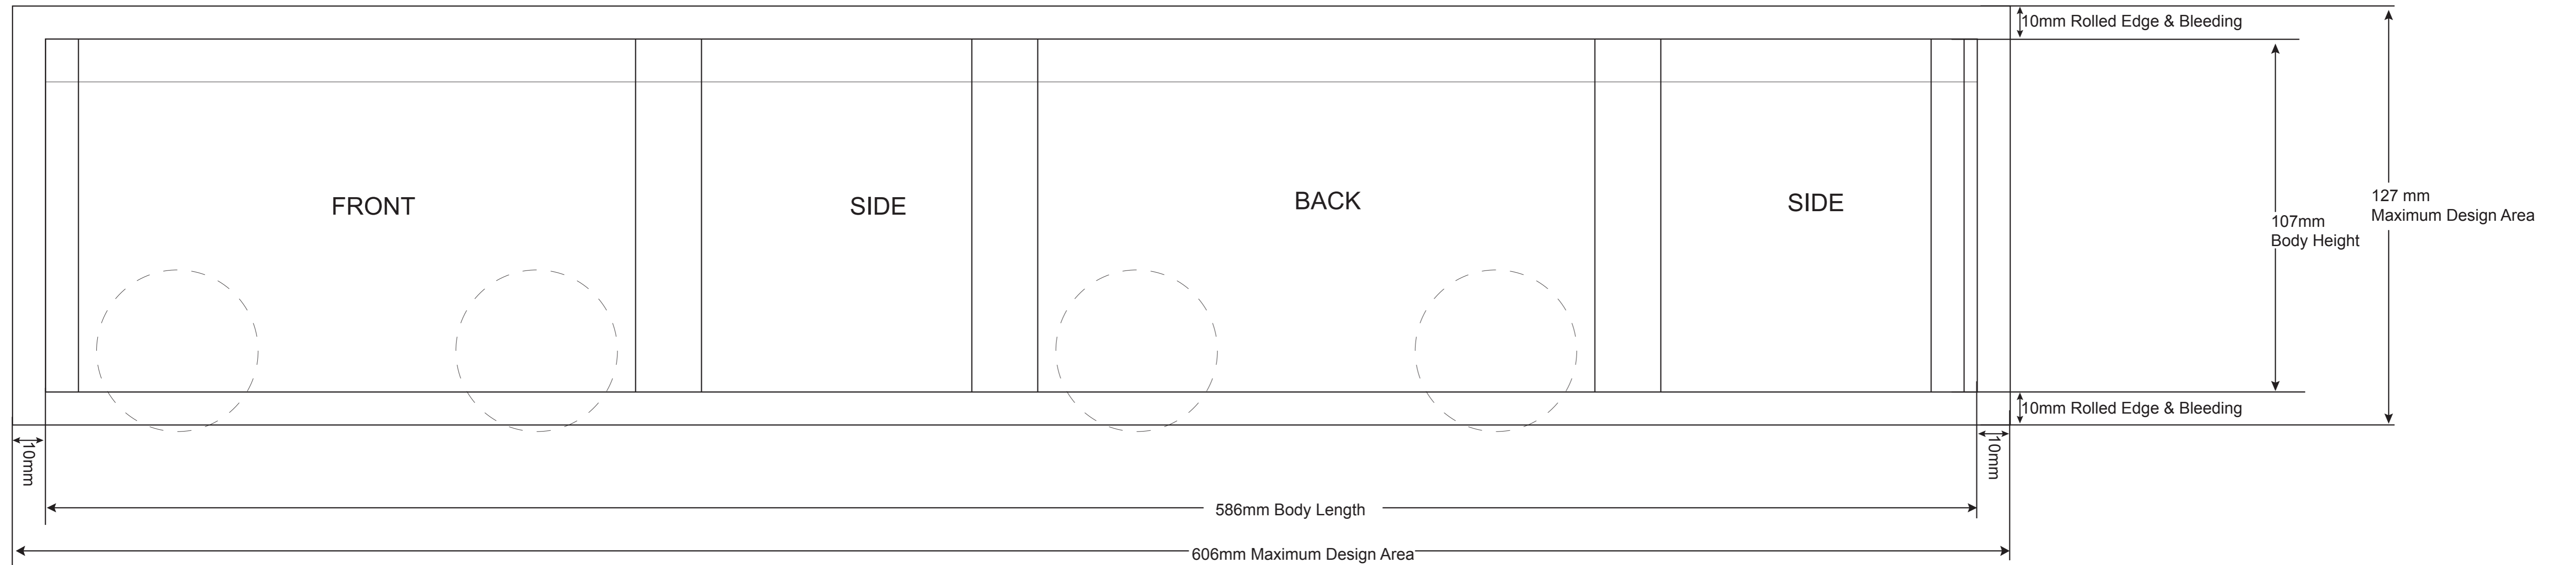 10mm Rolled Edge & Bleeding
FRONT
SIDE
BACK
SIDE
127 mm
Maximum Design Area
107mm
Body Height
10mm Rolled Edge & Bleeding
10mm
10mm
586mm Body Length
606mm Maximum Design Area